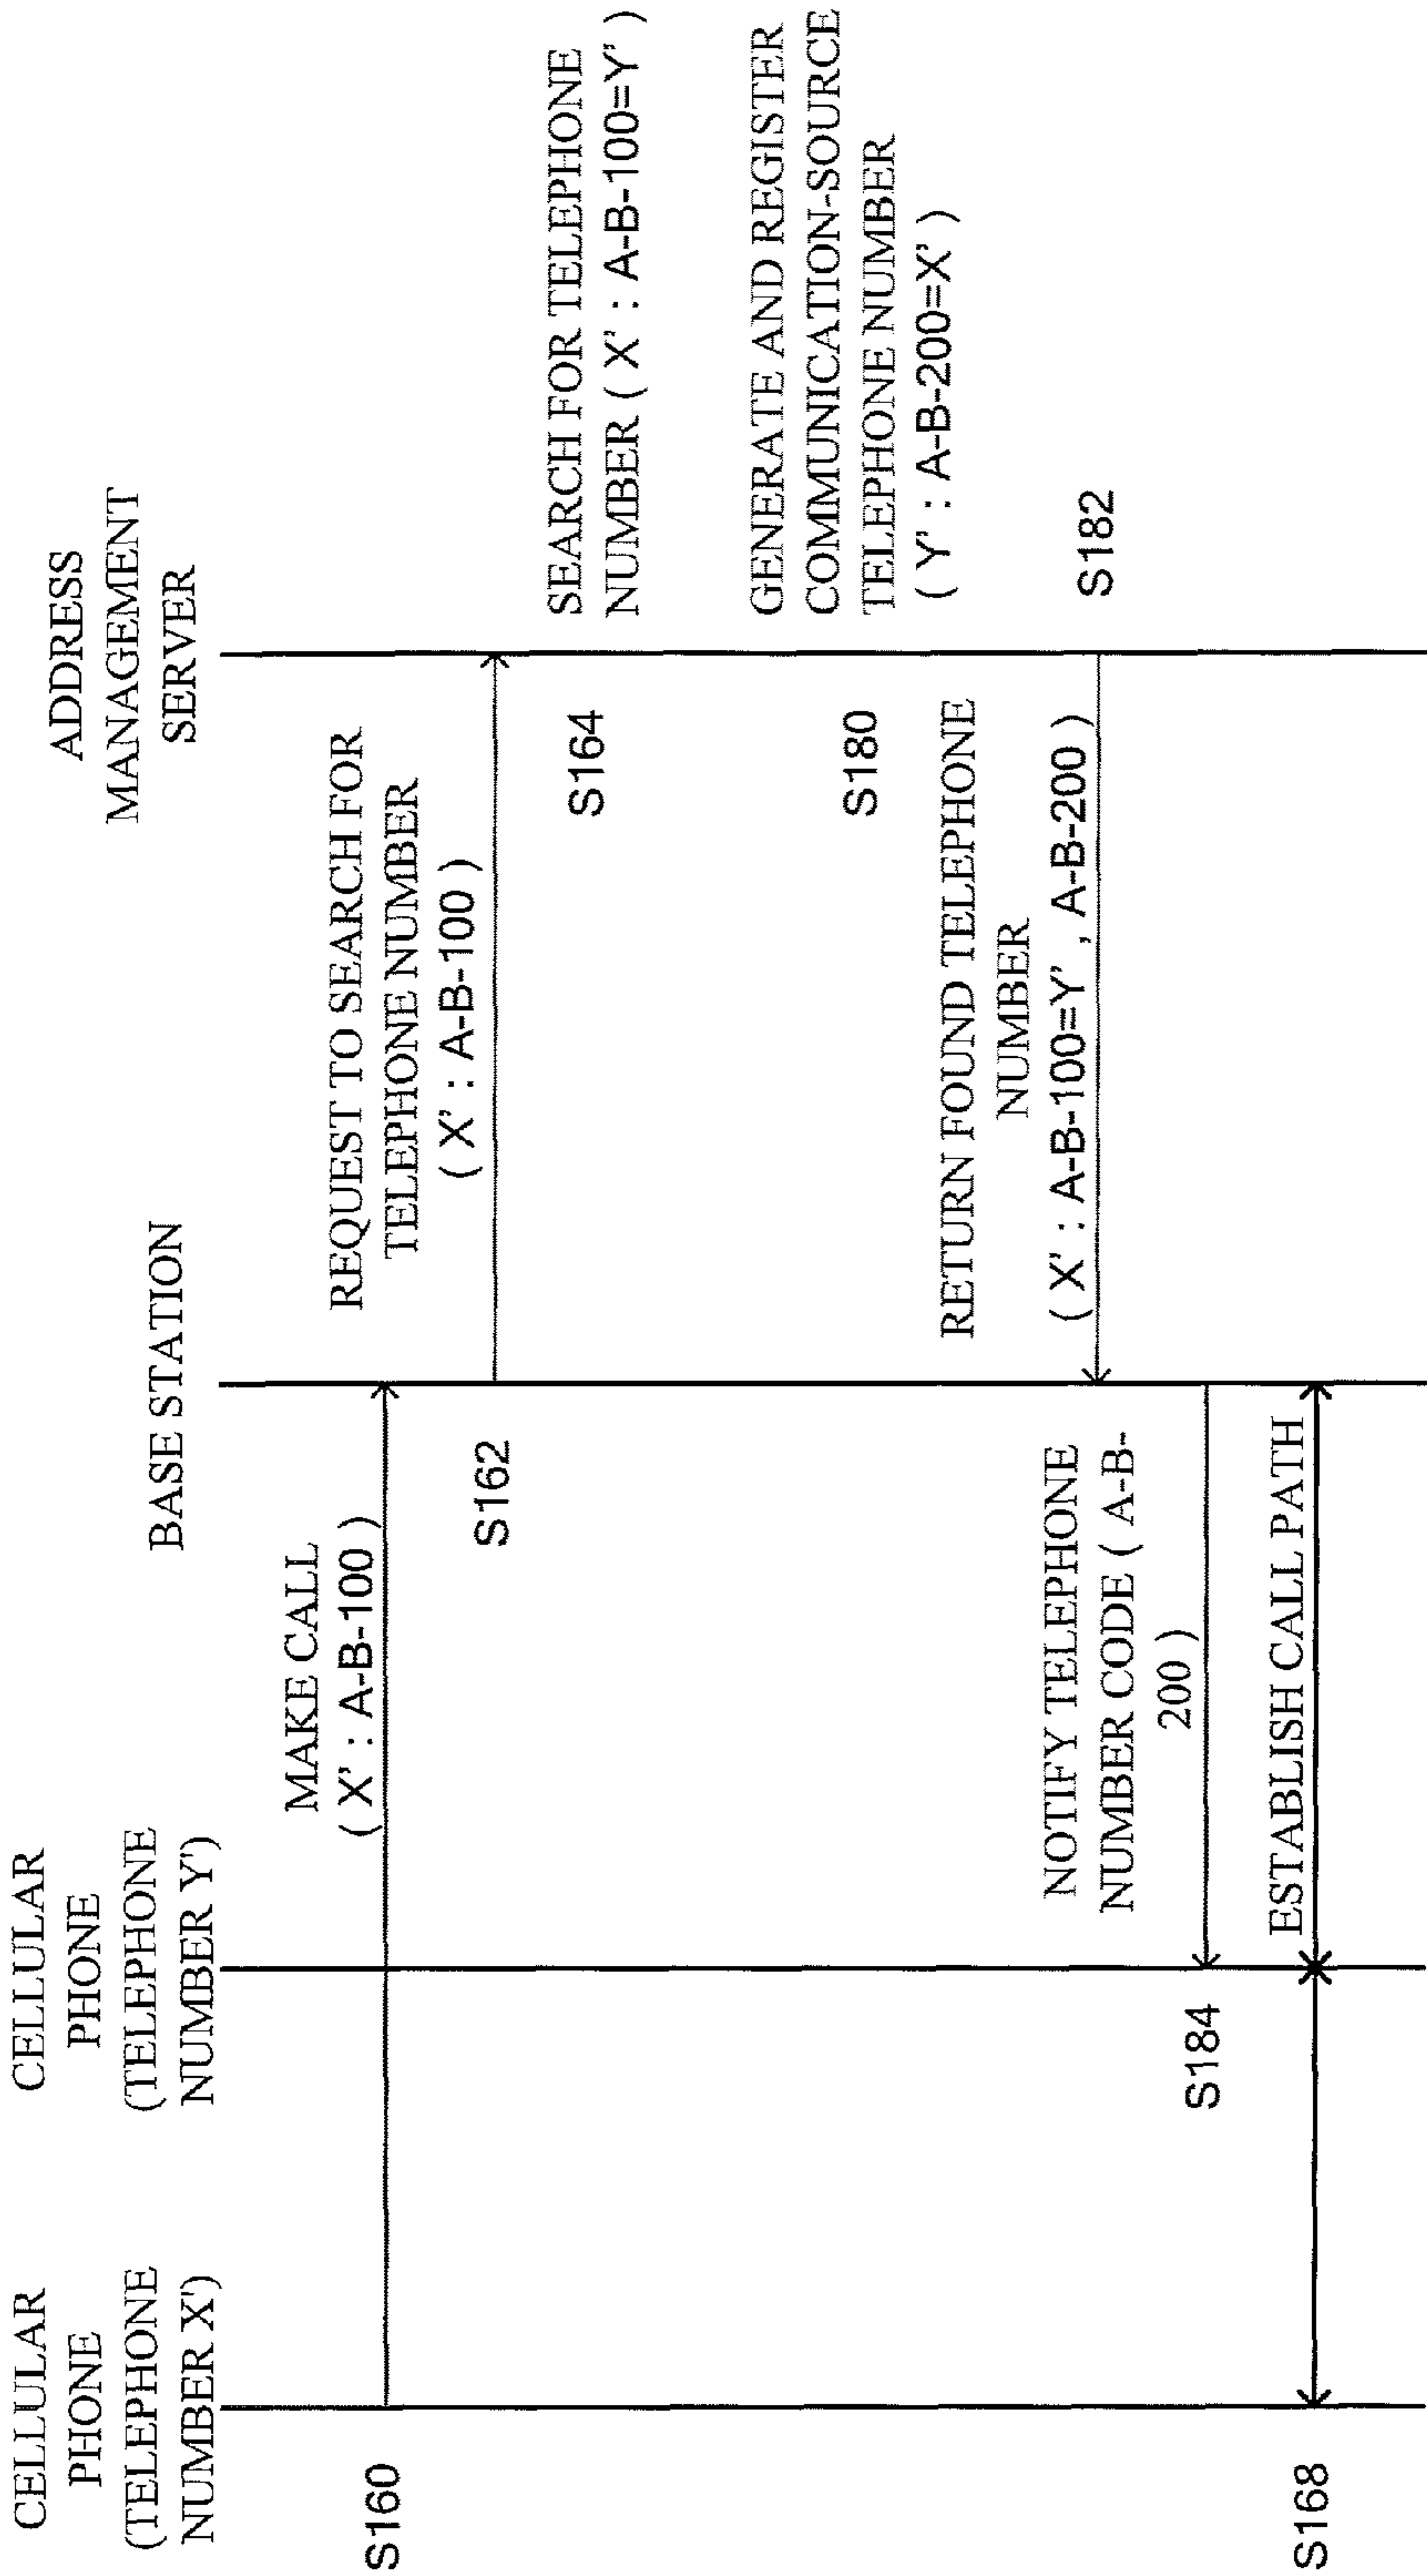 CELLULAR
PHONE
(TELEPHONE
NUMBER X')
CELLULAR
PHONE
(TELEPHONE
NUMBER Y')
BASE STATION
ADDRESS
MANAGEMENT
SERVER
S160
MAKE CALL
( X' : A-B-100 )
S162
REQUEST TO SEARCH FOR
TELEPHONE NUMBER
( X' : A-B-100 )
S164
SEARCH FOR TELEPHONE
NUMBER ( X' : A-B-100=Y' )
S180
GENERATE AND REGISTER
COMMUNICATION-SOURCE
TELEPHONE NUMBER
( Y' : A-B-200=X' )
RETURN FOUND TELEPHONE
NUMBER
( X' : A-B-100=Y' , A-B-200 )
S182
NOTIFY TELEPHONE
NUMBER CODE ( A-B-
200 )
S184
S168
ESTABLISH CALL PATH